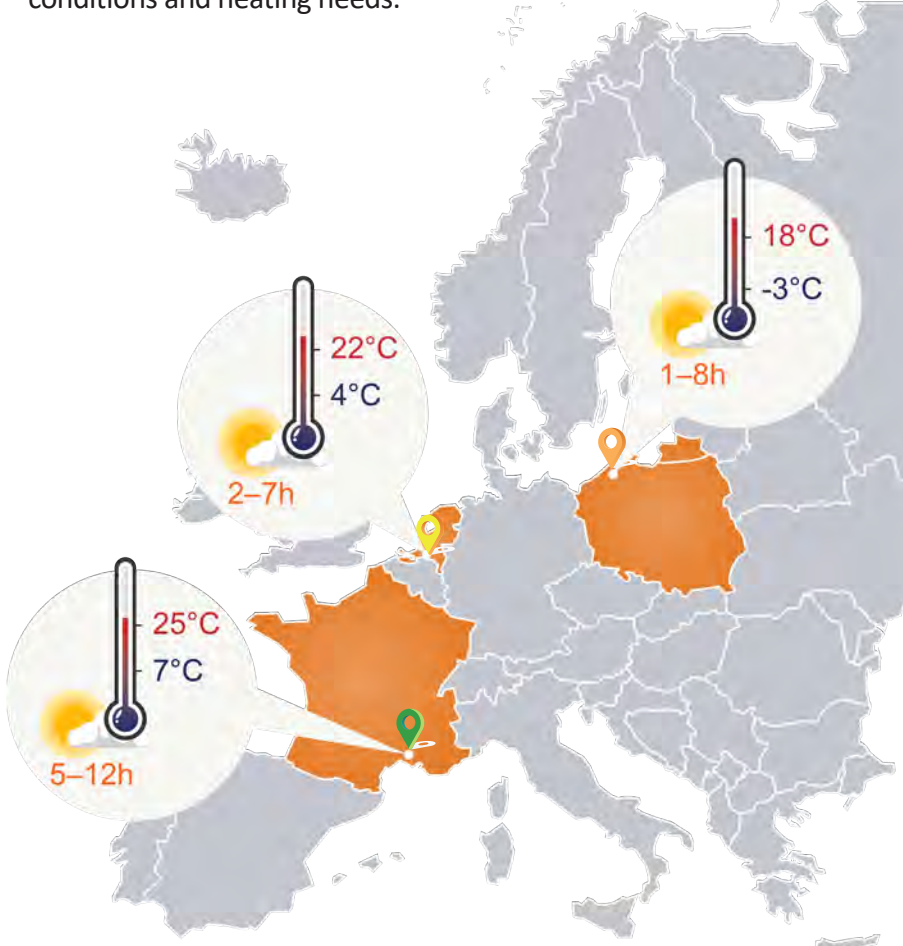 conditions and heating needs.
18°C
-3°C
1–8h
22°C
4°C
2–7h
25°C
7°C
5–12h